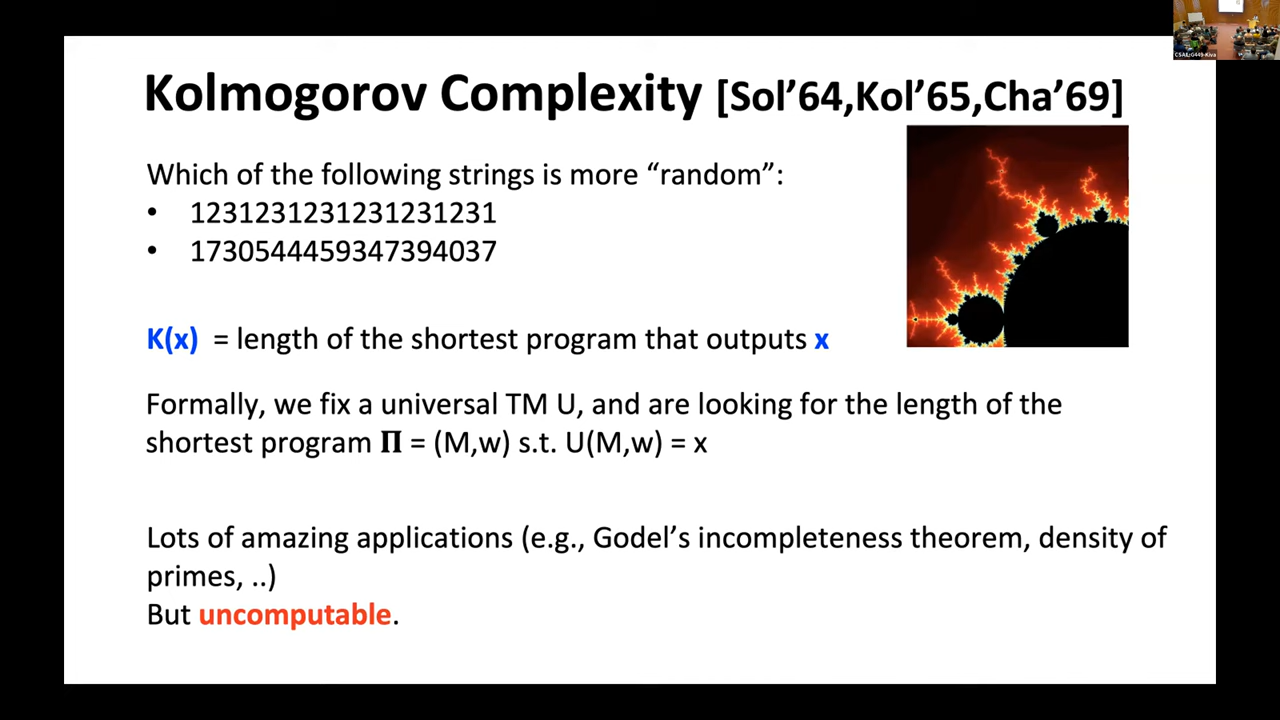 Kolmogorov Complexity [Sol’64,Kol’65,Cha’69]
Which of the following strings is more “random”:
• 1231231231231231231
• 1730544459347394037
K(x) = length of the shortest program that outputs x
Formally, we fix a universal TM U, and are looking for the length of the
shortest program Π = (M,w) s.t. U(M,w) = x
Lots of amazing applications (e.g., Godel’s incompleteness theorem, density of
primes, ..)
But uncomputable.